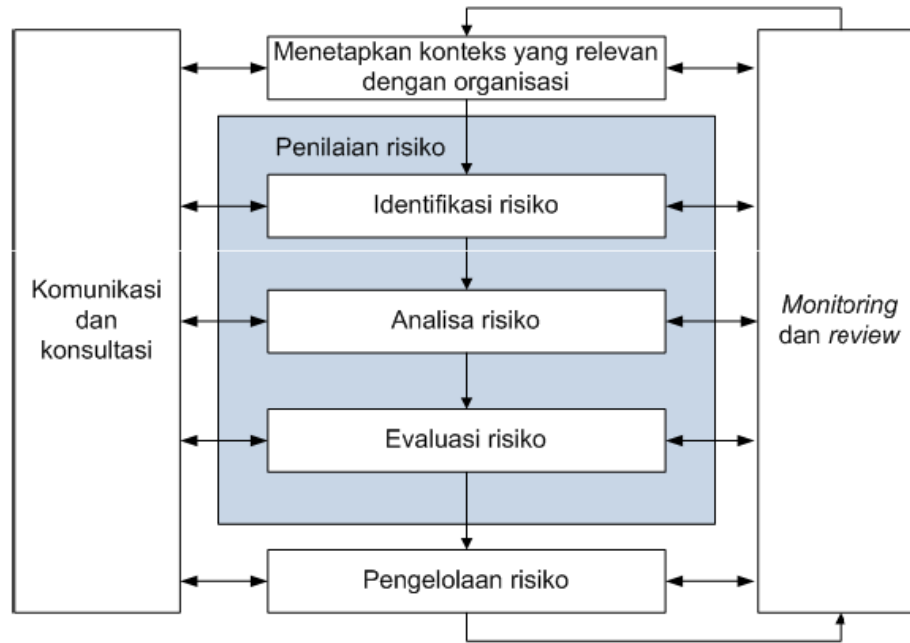 Menetapkan konteks yang relevan
dengan organisasi
Penilaian risiko
Identifikasi risiko
Komunikasi
dan
konsultasi
Analisa risiko
Monitoring
dan review
Evaluasi risiko
Pengelolaan risiko